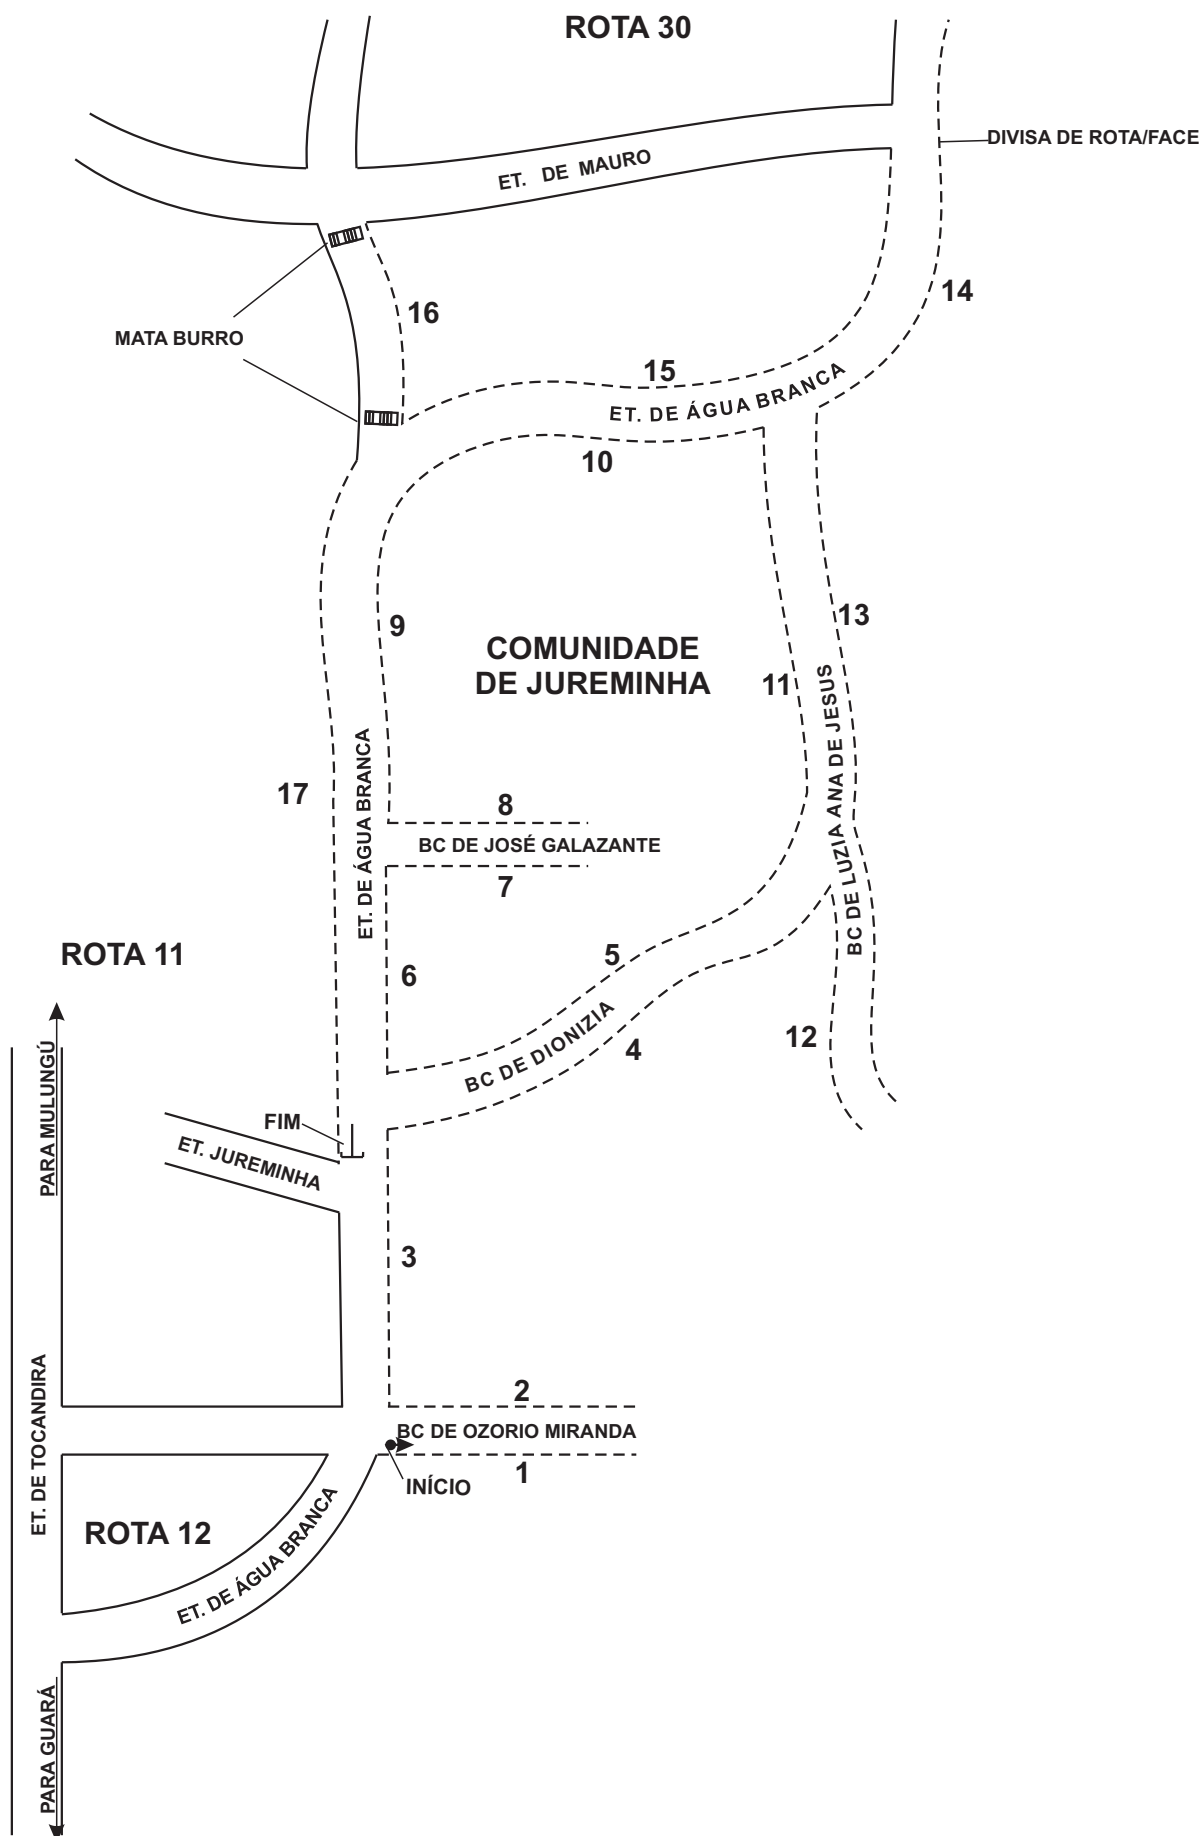 ROTA 30
DIVISA DE ROTA/FACE
ET. DE MAURO
14
16
MATA BURRO
15
ET. DE ÁGUA BRANCA
10
13
9
COMUNIDADE
DE JUREMINHA
11
BC DE LUZIA ANA DE JESUS
17
ET. DE ÁGUA BRANCA
8
BC DE JOSÉ GALAZANTE
7
ROTA 11
5
6
BC DE DIONIZIA
4
12
PARA MULUNGÚ
FIM
ET. JUREMINHA
3
ET. DE TOCANDIRA
2
BC DE OZORIO MIRANDA
1
INÍCIO
ROTA 12
ET. DE ÁGUA BRANCA
PARA GUARÁ